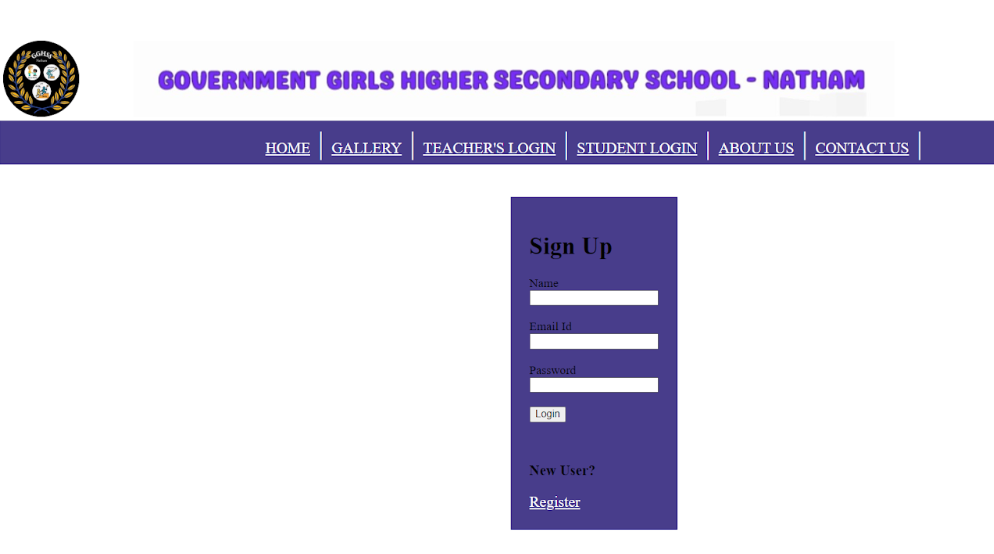 GGHSS
GOVERNMENT GIRLS HIGHER SECONDARY SCHOOL - NATHAM
HOME GALLERY TEACHER'S LOGIN STUDENT LOGIN ABOUT US CONTACT US
Sign Up
Name
Email Id
Password
Login
New User?
Register